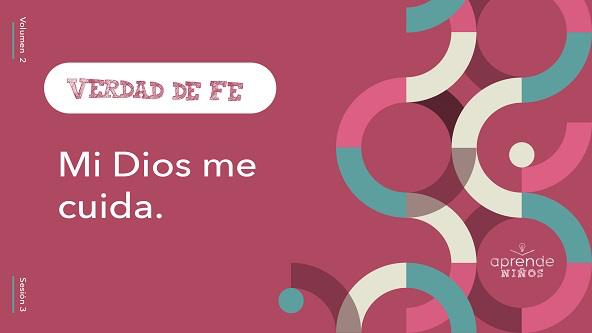 Volumen 2
VERDAD DE FE
Mi Dios me
cuida.
Sesión 3
aprende
NIÑOS